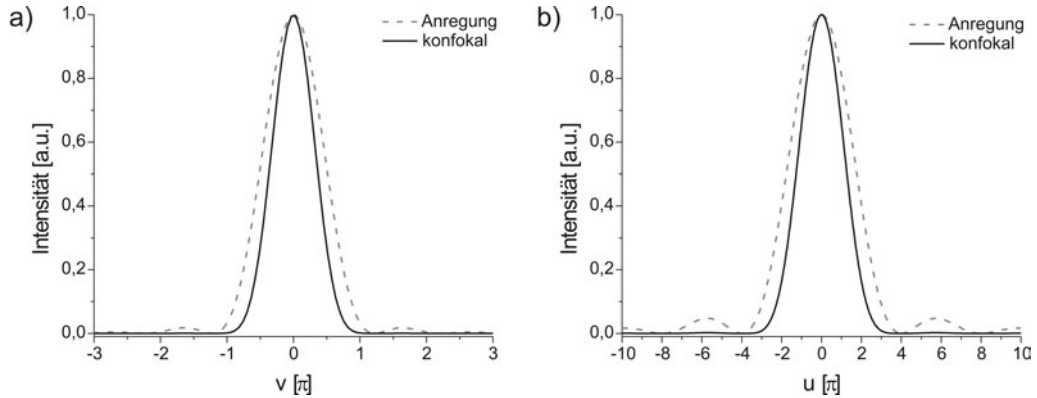 a)
Intensität [a.u.]
1,0
0,8
0,6
0,4
0,2
0,0
-3 -2 -1 0 1 2 3
v [π]
Anregung
konfokal
b)
Intensität [a.u.]
1,0
0,8
0,6
0,4
0,2
0,0
-10 -8 -6 -4 -2 0 2 4 6 8 10
u [π]
Anregung
konfokal